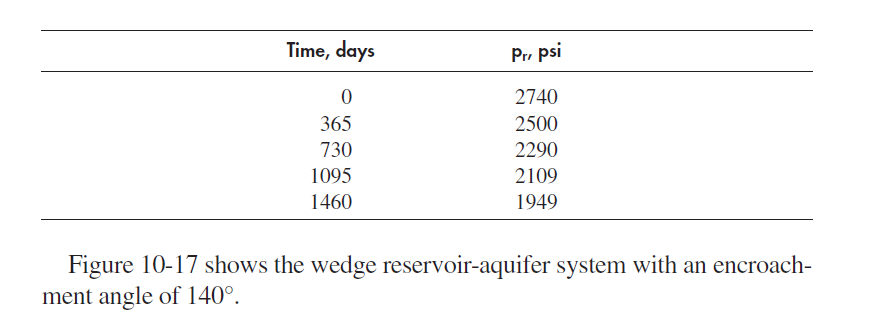 Time, days pr, psi
0 2740
365 2500
730 2290
1095 2109
1460 1949
Figure 10-17 shows the wedge reservoir-aquifer system with an encroach-
ment angle of 140°.